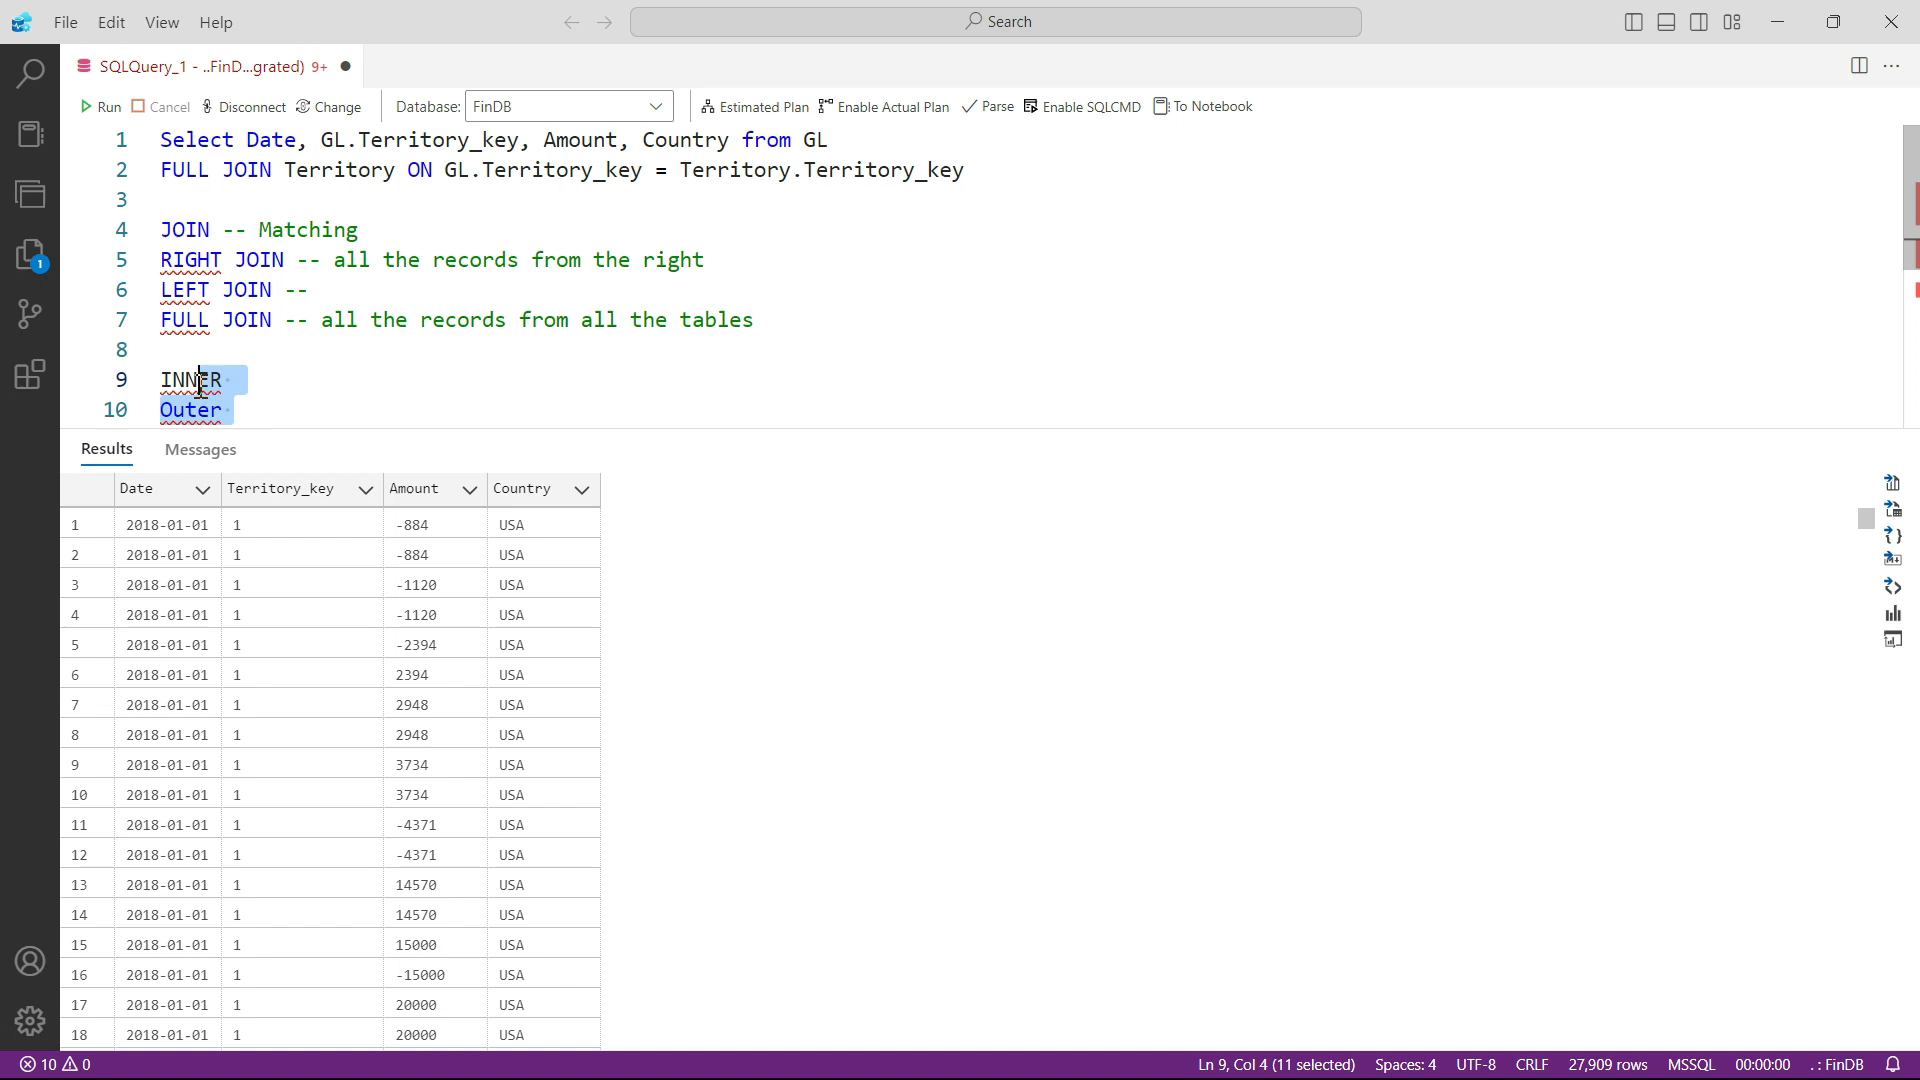 File Edit View Help Search
SQLQuery_1 - ..FinD...grated) 9+
Run Cancel Disconnect Change Database: FinDB Estimated Plan Enable Actual Plan Parse Enable SQLCMD To Notebook
1 Select Date, GL.Territory_key, Amount, Country from GL
2 FULL JOIN Territory ON GL.Territory_key = Territory.Territory_key
3
4 JOIN -- Matching
5 RIGHT JOIN -- all the records from the right
6 LEFT JOIN --
7 FULL JOIN -- all the records from all the tables
8
9 INNER
10 Outer
1
Results Messages
Date Territory_key Amount Country
1 2018-01-01 1 -884 USA
2 2018-01-01 1 -884 USA
3 2018-01-01 1 -1120 USA
4 2018-01-01 1 -1120 USA
5 2018-01-01 1 -2394 USA
6 2018-01-01 1 2394 USA
7 2018-01-01 1 2948 USA
8 2018-01-01 1 2948 USA
9 2018-01-01 1 3734 USA
10 2018-01-01 1 3734 USA
11 2018-01-01 1 -4371 USA
12 2018-01-01 1 -4371 USA
13 2018-01-01 1 14570 USA
14 2018-01-01 1 14570 USA
15 2018-01-01 1 15000 USA
16 2018-01-01 1 -15000 USA
17 2018-01-01 1 20000 USA
18 2018-01-01 1 20000 USA
10 0 Ln 9, Col 4 (11 selected) Spaces: 4 UTF-8 CRLF 27,909 rows MSSQL 00:00:00 . : FinDB